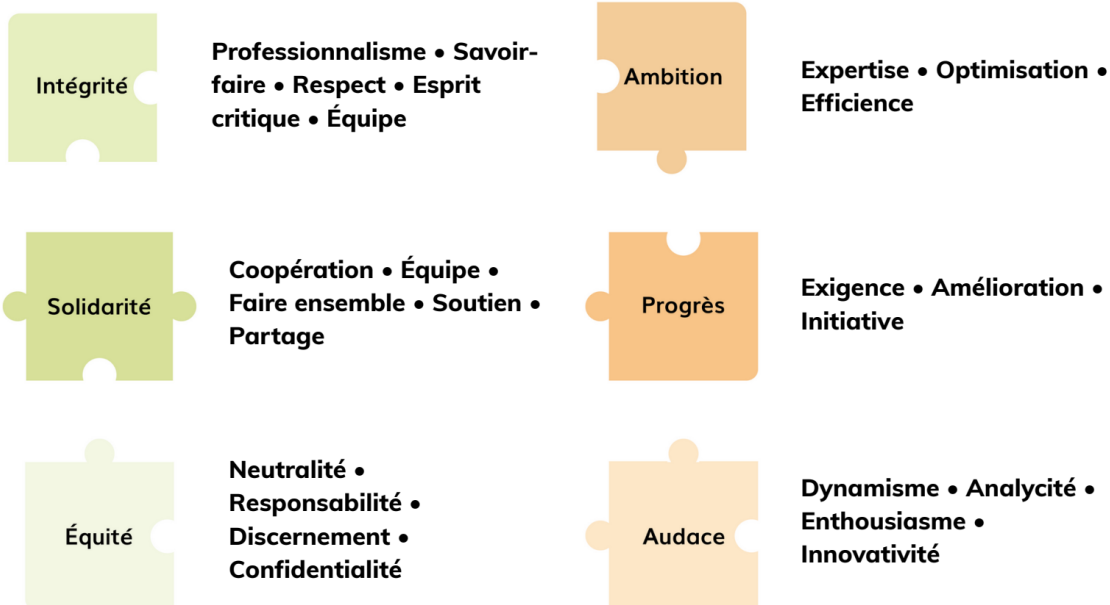 Intégrité
Professionnalisme • Savoir-
faire • Respect • Esprit
critique • Équipe
Ambition
Expertise • Optimisation •
Efficience
Solidarité
Coopération • Équipe •
Faire ensemble • Soutien •
Partage
Progrès
Exigence • Amélioration •
Initiative
Équité
Neutralité •
Responsabilité •
Discernement •
Confidentialité
Audace
Dynamisme • Analycité •
Enthousiasme •
Innovativité